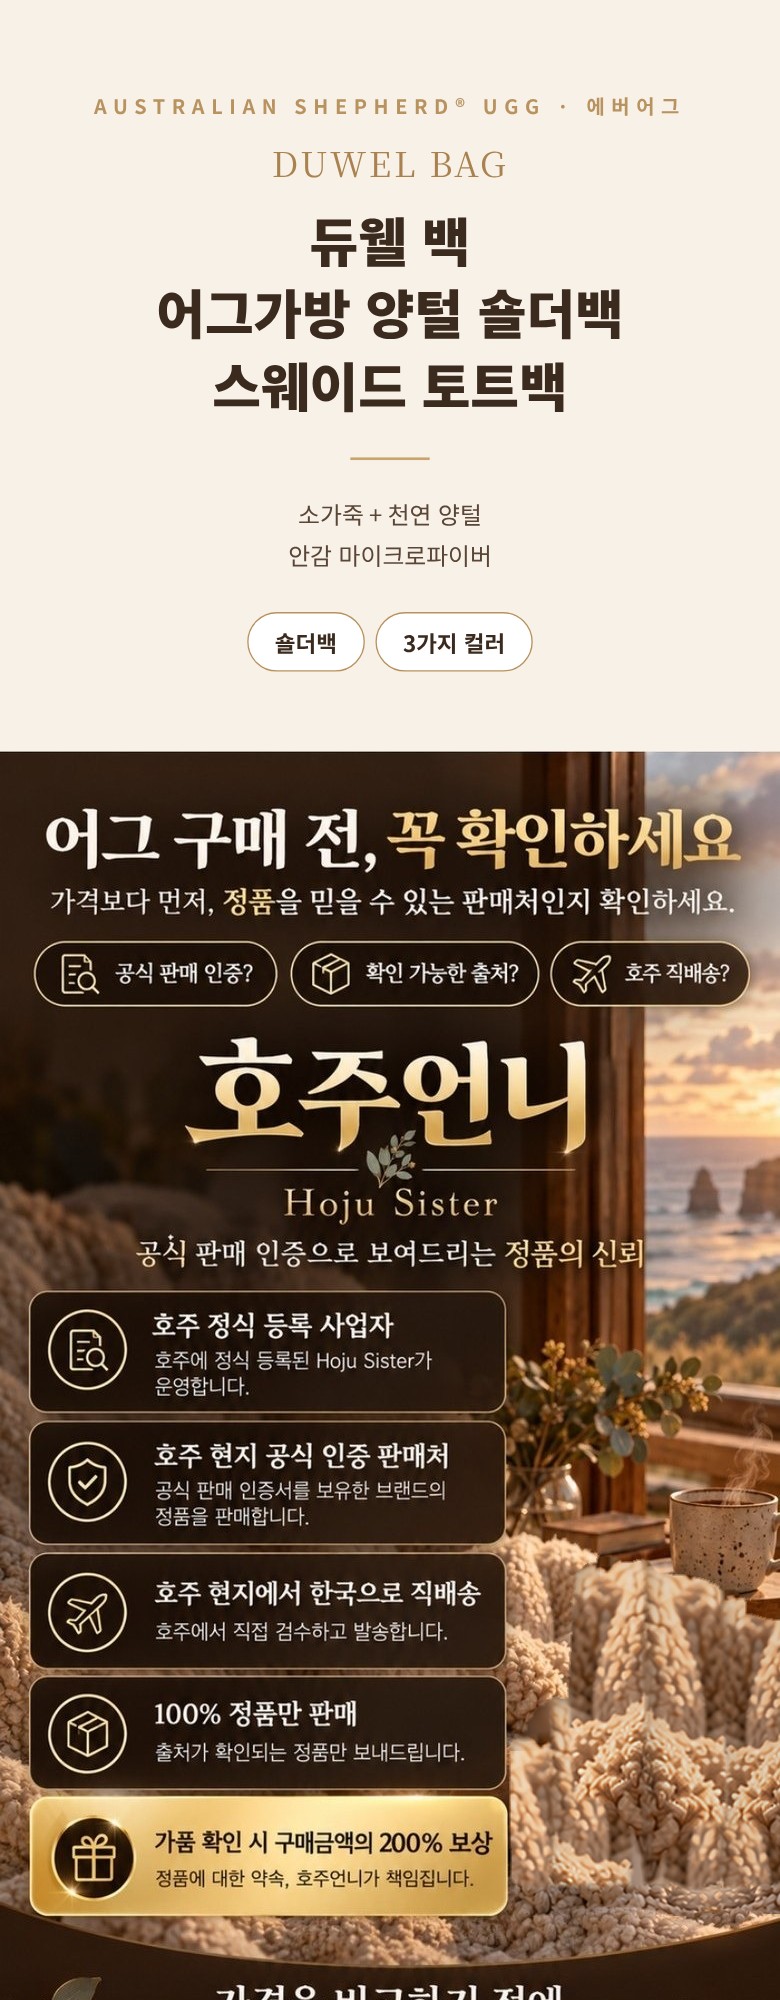 AUSTRALIAN SHEPHERD® UGG · 에버어그
DUWEL BAG
듀웰 백
어그가방 양털 숄더백
스웨이드 토트백
소가죽 + 천연 양털
안감 마이크로파이버
숄더백
3가지 컬러
어그 구매 전, 꼭 확인하세요
가격보다 먼저, 정품을 믿을 수 있는 판매처인지 확인하세요.
공식 판매 인증?
확인 가능한 출처?
호주 직배송?
호주언니
Hoju Sister
공식 판매 인증으로 보여드리는 정품의 신뢰
호주 정식 등록 사업자
호주에 정식 등록된 Hoju Sister가
운영합니다.
호주 현지 공식 인증 판매처
공식 판매 인증서를 보유한 브랜드의
정품을 판매합니다.
호주 현지에서 한국으로 직배송
호주에서 직접 검수하고 발송합니다.
100% 정품만 판매
출처가 확인되는 정품만 보내드립니다.
가품 확인 시 구매금액의 200% 보상
정품에 대한 약속, 호주언니가 책임집니다.
가격을 비교하기 전에